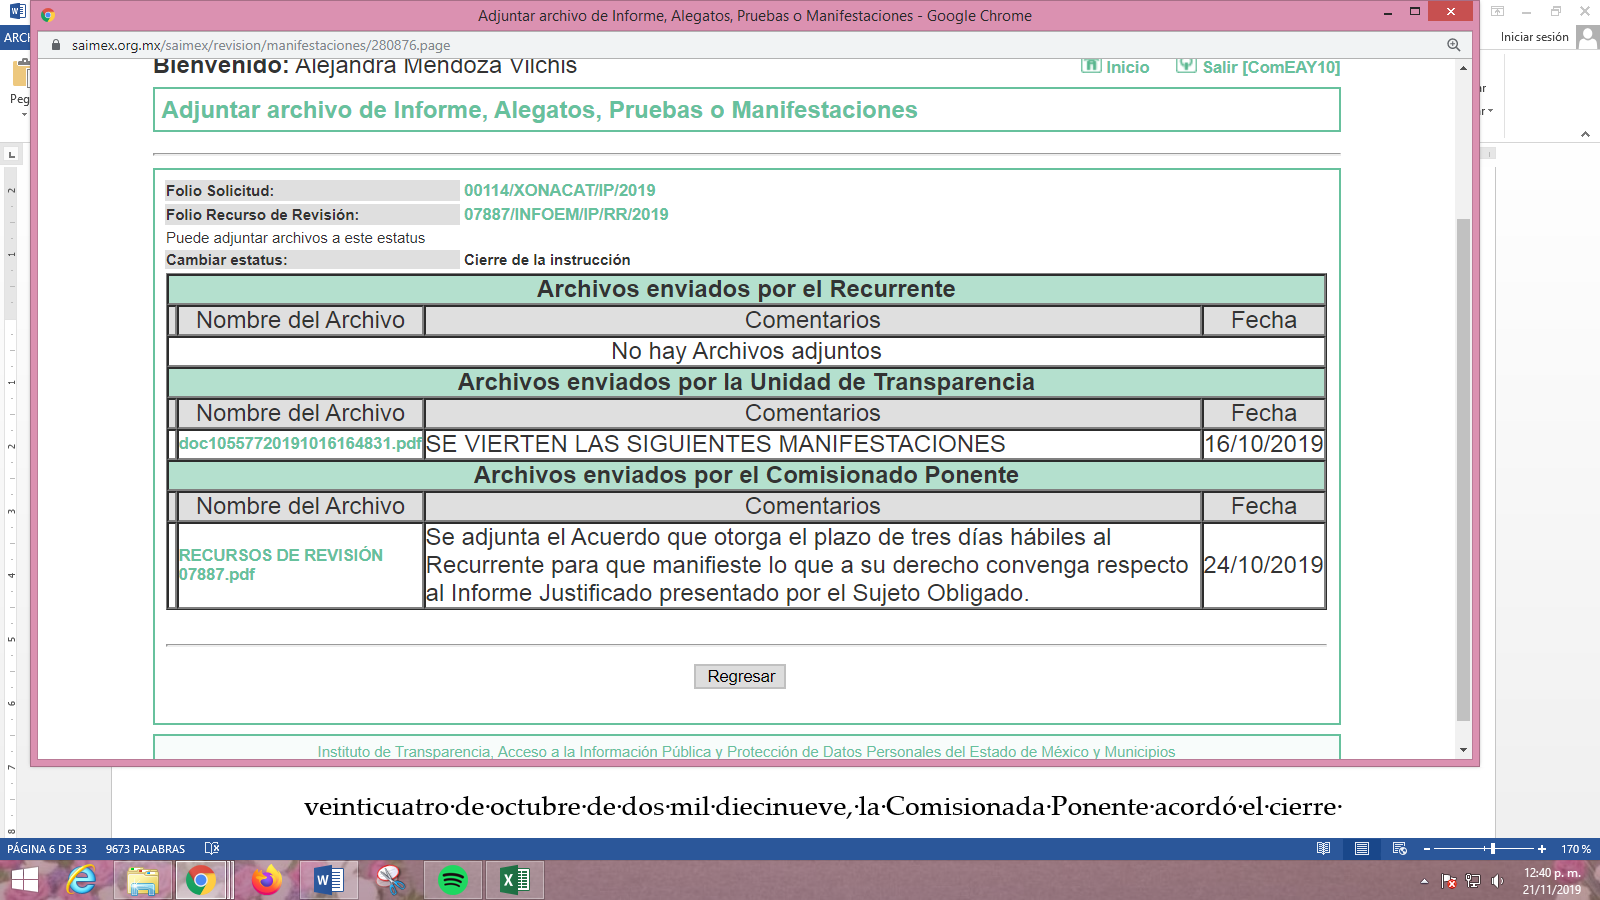 Adjuntar archivo de Informe, Alegatos, Pruebas o Manifestaciones - Google Chrome
ARCH
Iniciar sesión
saimex.org.mx/saimex/revision/manifestaciones/280876.page
Peg
Bienvenido: Alejandra Mendoza Vilchis
Inicio
Salir [ComEAY10]
Adjuntar archivo de Informe, Alegatos, Pruebas o Manifestaciones
Folio Solicitud: 00114/XONACAT/IP/2019
Folio Recurso de Revisión: 07887/INFOEM/IP/RR/2019
Puede adjuntar archivos a este estatus
Cambiar estatus: Cierre de la instrucción
Archivos enviados por el Recurrente
Nombre del Archivo Comentarios Fecha
No hay Archivos adjuntos
Archivos enviados por la Unidad de Transparencia
Nombre del Archivo Comentarios Fecha
doc10557720191016164831.pdf SE VIERTEN LAS SIGUIENTES MANIFESTACIONES 16/10/2019
Archivos enviados por el Comisionado Ponente
Nombre del Archivo Comentarios Fecha
RECURSOS DE REVISIÓN
07887.pdf
Se adjunta el Acuerdo que otorga el plazo de tres días hábiles al
Recurrente para que manifieste lo que a su derecho convenga respecto
al Informe Justificado presentado por el Sujeto Obligado.
24/10/2019
Regresar
Instituto de Transparencia, Acceso a la Información Pública y Protección de Datos Personales del Estado de México y Municipios
veinticuatro·de·octubre·de·dos·mil·diecinueve,·la·Comisionada·Ponente·acordó·el·cierre·
PÁGINA 6 DE 33 9673 PALABRAS
170 %
12:40 p. m.
21/11/2019